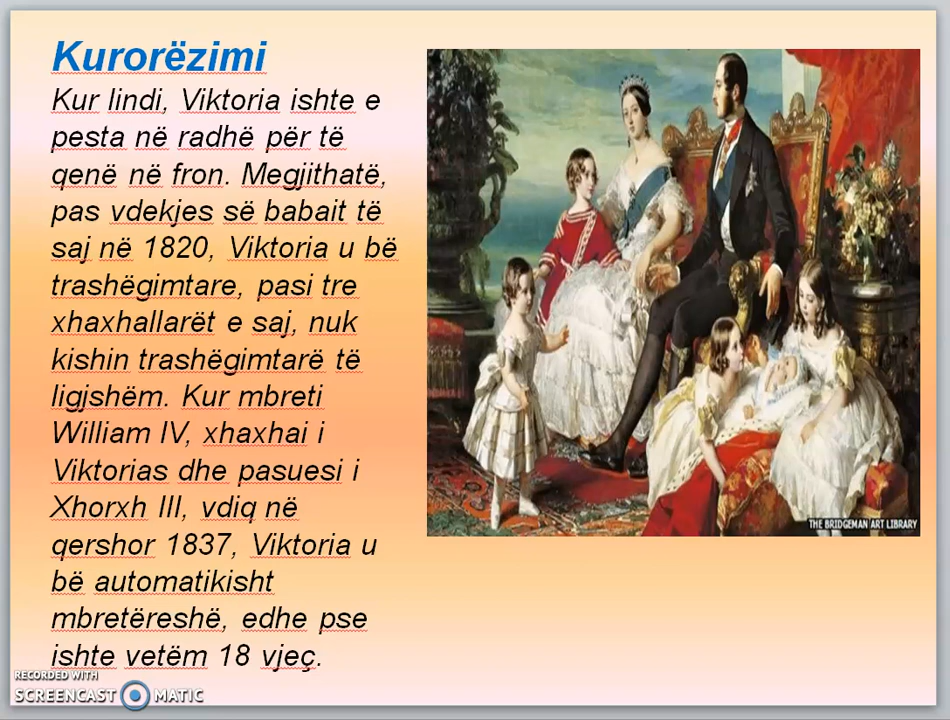 Kurorëzimi
Kur lindi, Viktoria ishte e
pesta në radhë për të
qenë në fron. Megjithatë,
pas vdekjes së babait të
saj në 1820, Viktoria u bë
trashëgimtare, pasi tre
xhaxhallarët e saj, nuk
kishin trashëgimtarë të
ligjshëm. Kur mbreti
William IV, xhaxhai i
Viktorias dhe pasuesi i
Xhorxh III, vdiq në
qershor 1837, Viktoria u
bë automatikisht
mbretëreshë, edhe pse
ishte vetëm 18 vjeç.
THE BRIDGEMAN ART LIBRARY
RECORDED WITH
SCREENCAST MATIC